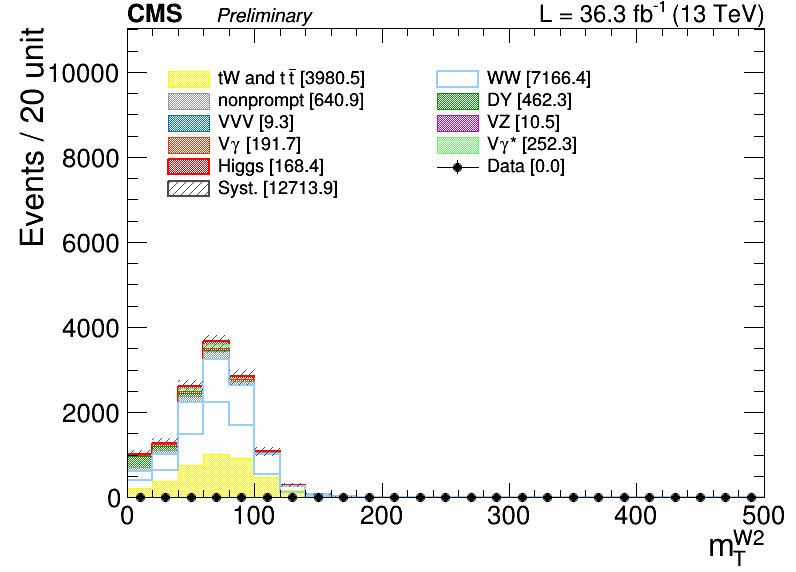 CMS Preliminary L = 36.3 fb⁻¹ (13 TeV)
Events / 20 unit
10000
8000
6000
4000
2000
0
tW and tt̅ [3980.5]
nonprompt [640.9]
VVV [9.3]
Vγ [191.7]
Higgs [168.4]
Syst. [12713.9]
WW [7166.4]
DY [462.3]
VZ [10.5]
Vγ* [252.3]
Data [0.0]
0 100 200 300 400 500
m_T^W2